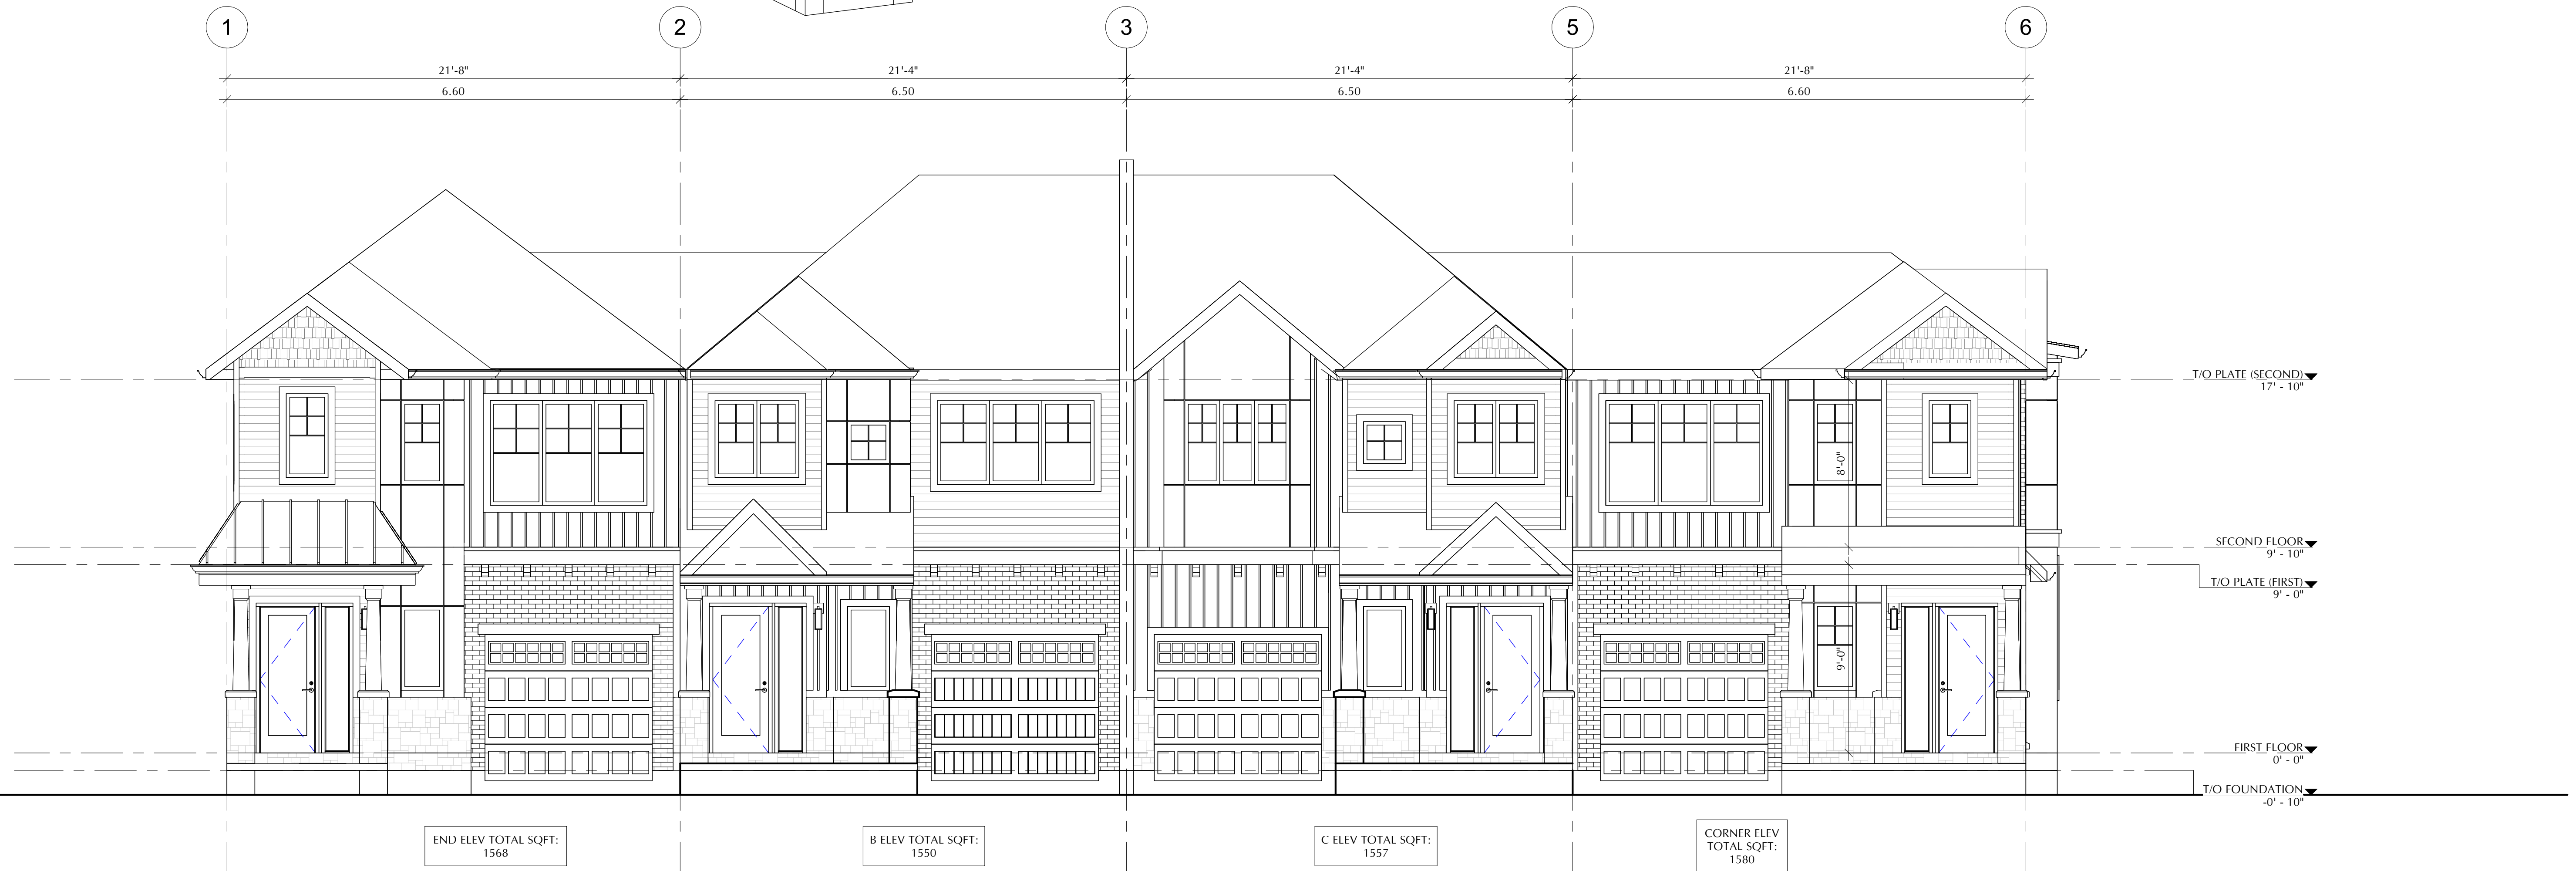 1
2
3
5
6
21'-8"
21'-4"
21'-4"
21'-8"
6.60
6.50
6.50
6.60
T/O PLATE (SECOND)
17' - 10"
8'-0"
SECOND FLOOR
9' - 10"
T/O PLATE (FIRST)
9' - 0"
9'-0"
FIRST FLOOR
0' - 0"
T/O FOUNDATION
-0' - 10"
END ELEV TOTAL SQFT:
1568
B ELEV TOTAL SQFT:
1550
C ELEV TOTAL SQFT:
1557
CORNER ELEV
TOTAL SQFT:
1580